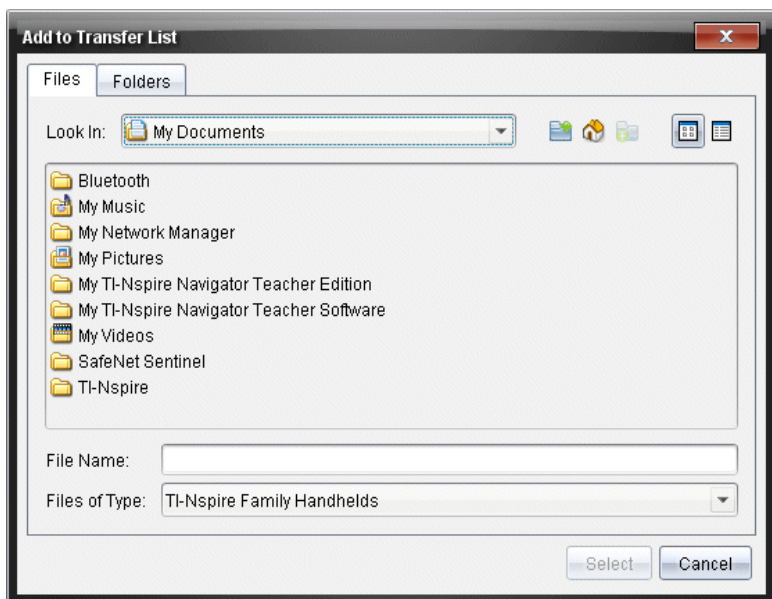 Add to Transfer List
Files Folders
Look In: My Documents
Bluetooth
My Music
My Network Manager
My Pictures
My TI-Nspire Navigator Teacher Edition
My TI-Nspire Navigator Teacher Software
My Videos
SafeNet Sentinel
TI-Nspire
File Name:
Files of Type: TI-Nspire Family Handhelds
Select Cancel